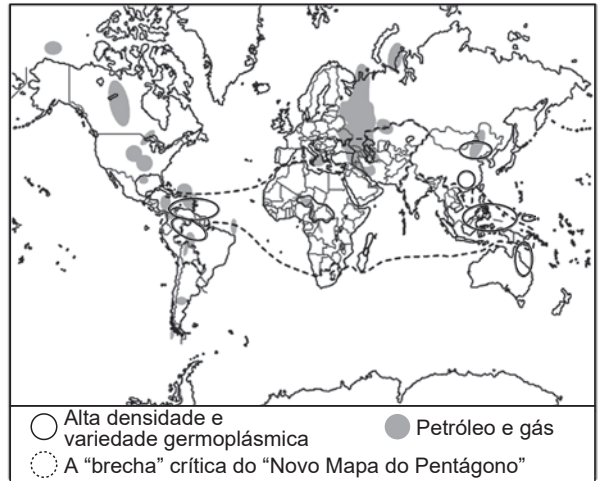 Alta densidade e
variedade germoplásmica
Petróleo e gás
A “brecha” crítica do “Novo Mapa do Pentágono”